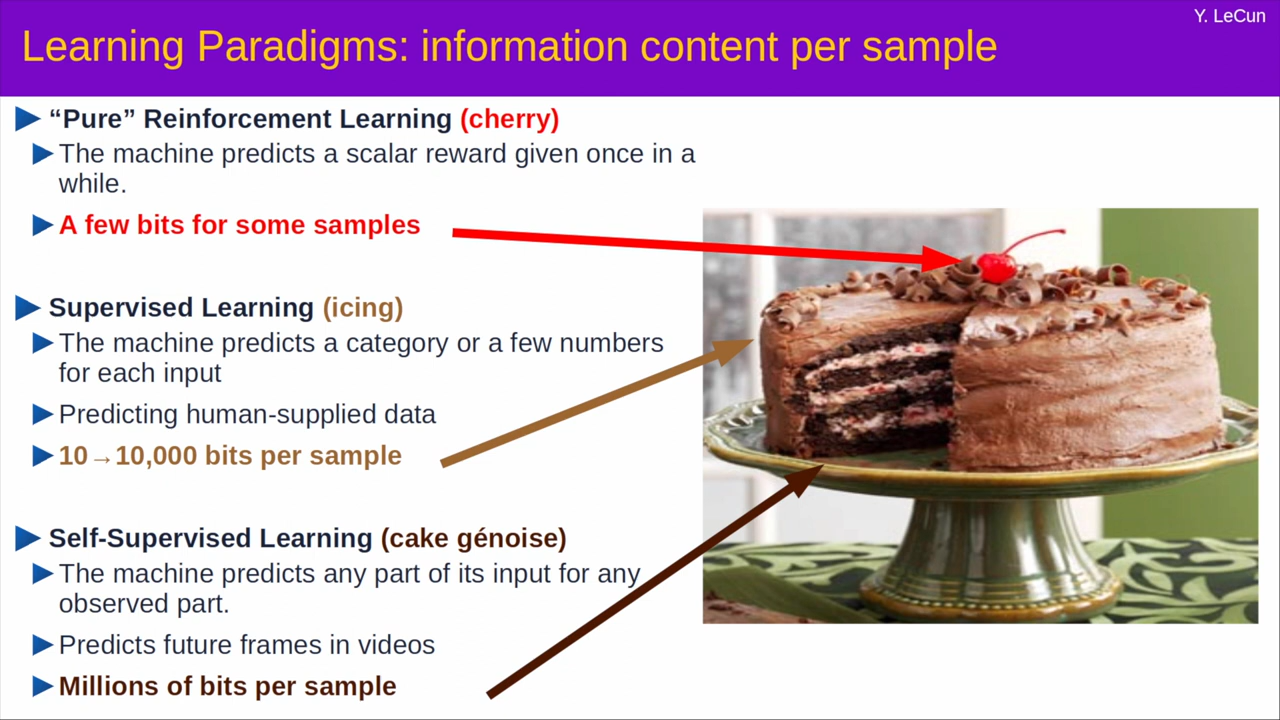 Y. LeCun
Learning Paradigms: information content per sample
“Pure” Reinforcement Learning (cherry)
The machine predicts a scalar reward given once in a
while.
A few bits for some samples
Supervised Learning (icing)
The machine predicts a category or a few numbers
for each input
Predicting human-supplied data
10→10,000 bits per sample
Self-Supervised Learning (cake génoise)
The machine predicts any part of its input for any
observed part.
Predicts future frames in videos
Millions of bits per sample